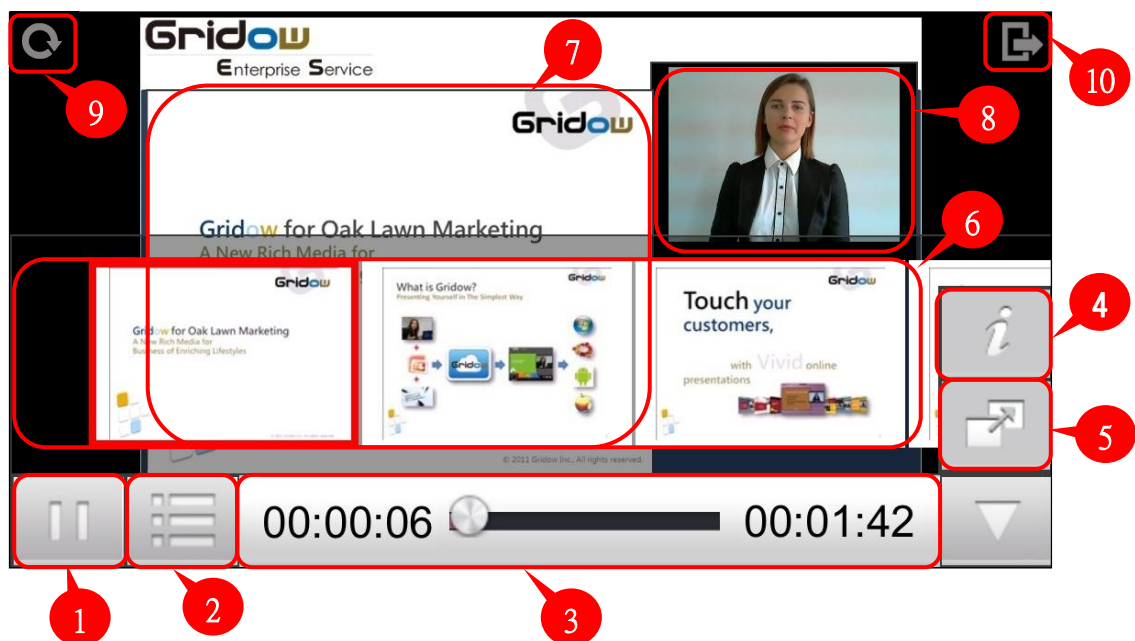 Gridow
Enterprise Service
7
10
9
8
Gridow
Gridow for Oak Lawn Marketing
A New Rich Media for
6
Gridow
Gridow for Oak Lawn Marketing
A New Rich Media for
Business of Enriching Lifestyles
What is Gridow?
Presenting Yourself in The Simplest Way
Gridow
Gridow
Gridow
Touch your
customers,
with Vivid online
presentations
4
i
5
© 2011 Gridow Inc., All rights reserved.
00:00:06
00:01:42
1
2
3